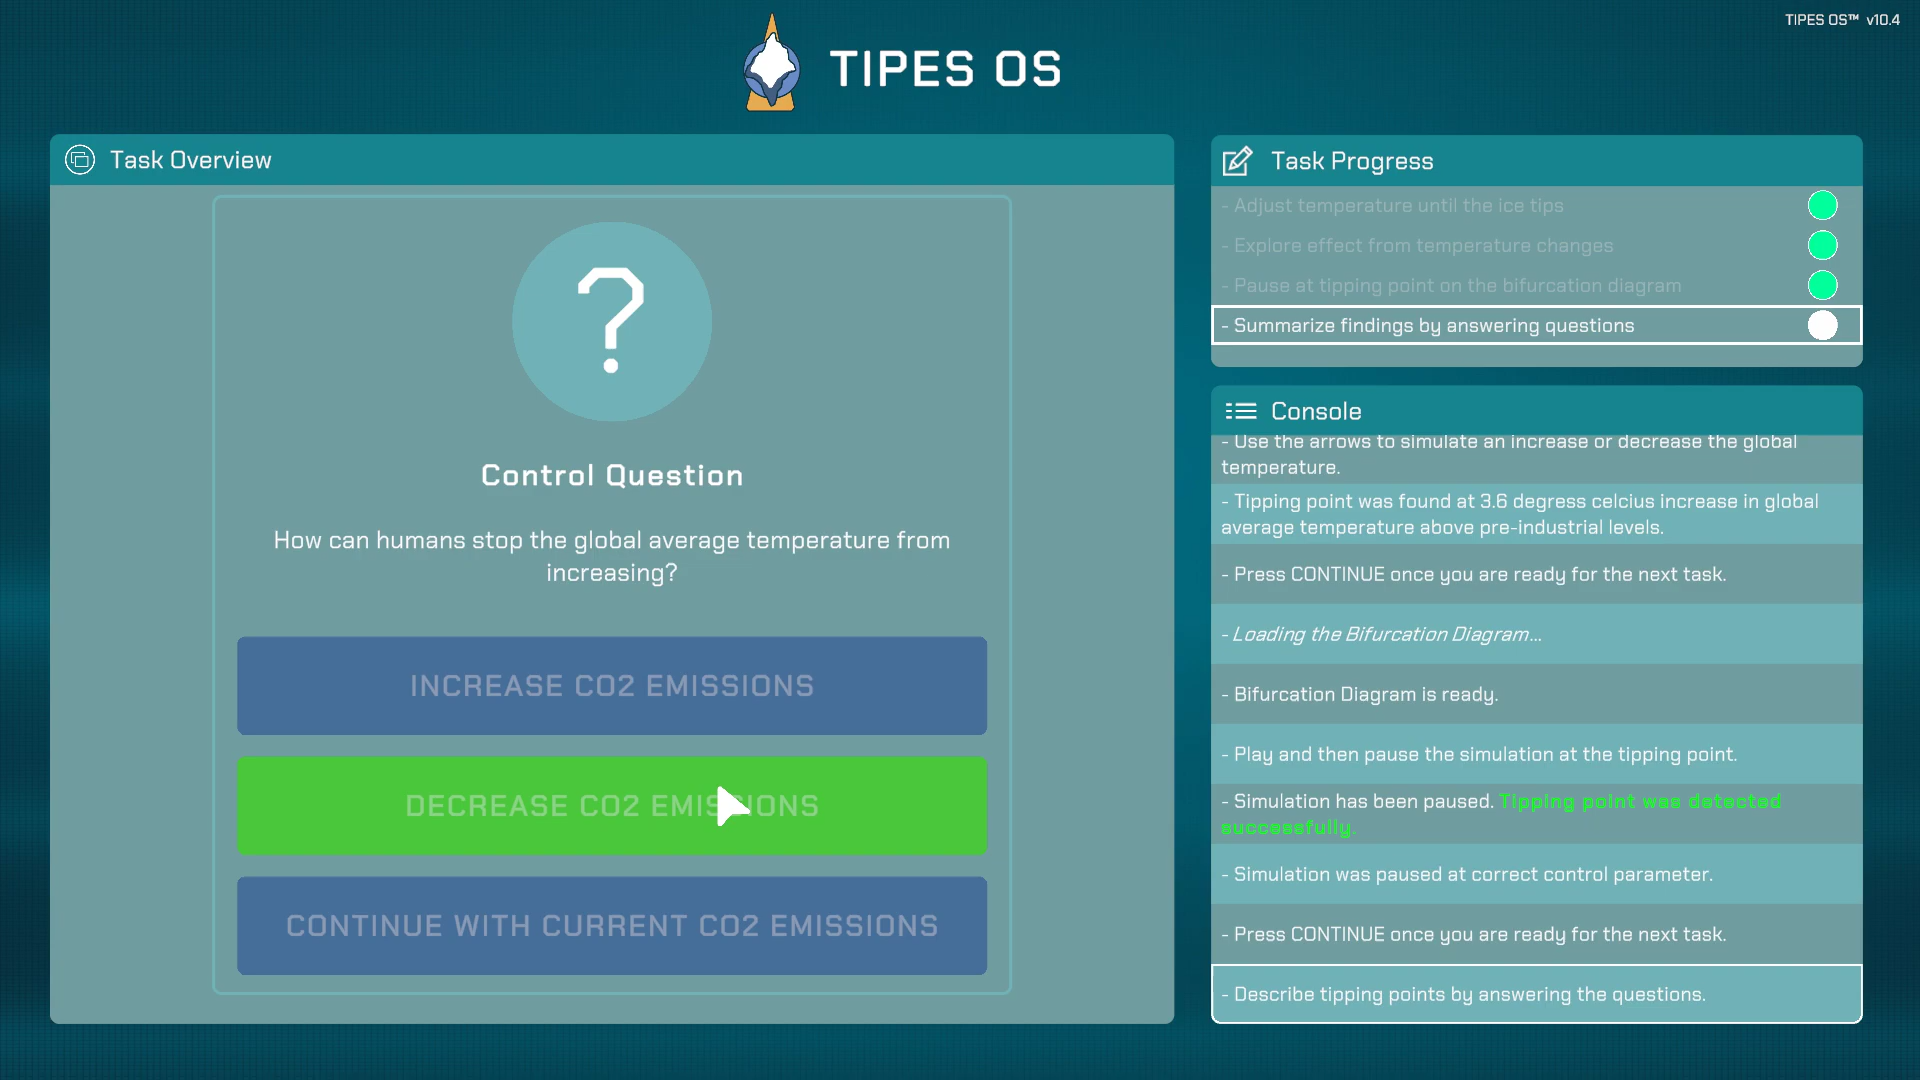 TIPES OS™ v10.4
TIPES OS
Task Overview
Control Question
How can humans stop the global average temperature from
increasing?
INCREASE CO2 EMISSIONS
DECREASE CO2 EMISSIONS
CONTINUE WITH CURRENT CO2 EMISSIONS
Task Progress
- Adjust temperature until the ice tips
- Explore effect from temperature changes
- Pause at tipping point on the bifurcation diagram
- Summarize findings by answering questions
Console
- Use the arrows to simulate an increase or decrease the global
temperature.
- Tipping point was found at 3.6 degress celcius increase in global
average temperature above pre-industrial levels.
- Press CONTINUE once you are ready for the next task.
- Loading the Bifurcation Diagram...
- Bifurcation Diagram is ready.
- Play and then pause the simulation at the tipping point.
- Simulation has been paused. Tipping point was detected
successfully.
- Simulation was paused at correct control parameter.
- Press CONTINUE once you are ready for the next task.
- Describe tipping points by answering the questions.